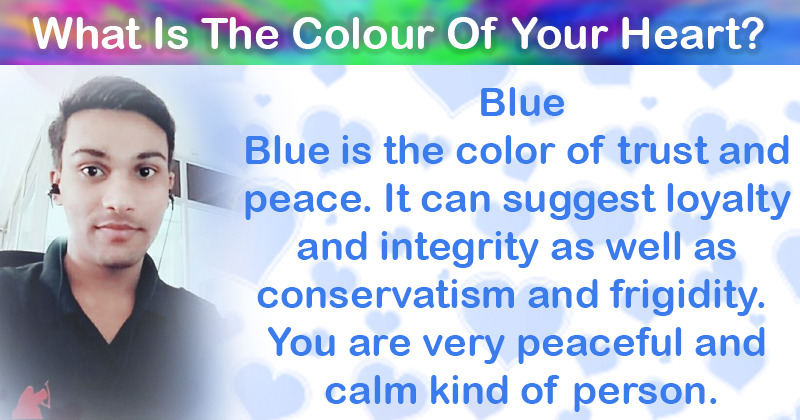 What Is The Colour Of Your Heart?
Blue
Blue is the color of trust and
peace. It can suggest loyalty
and integrity as well as
conservatism and frigidity.
You are very peaceful and
calm kind of person.